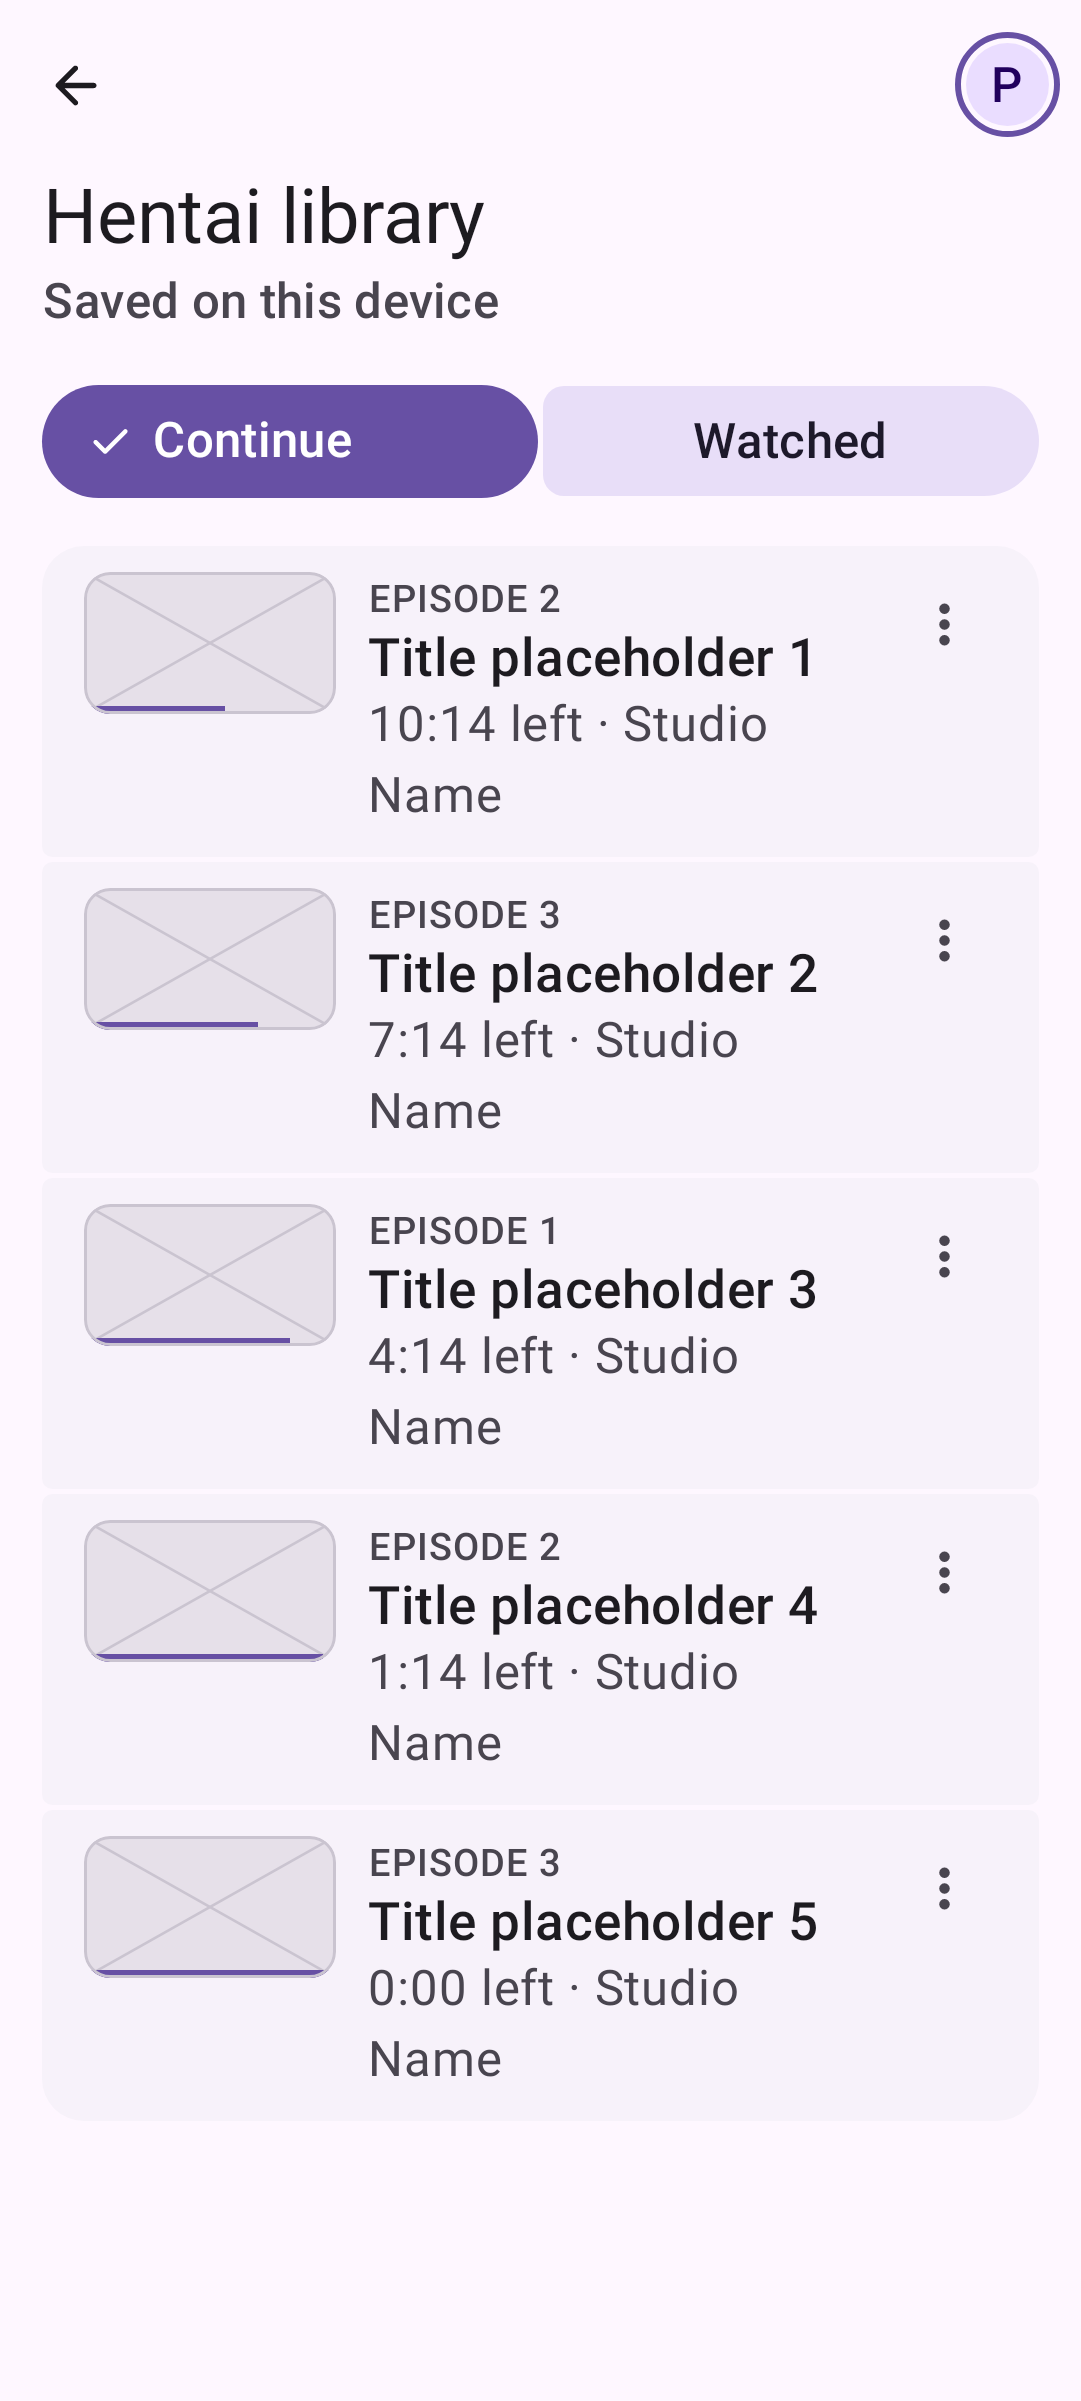 P
Hentai library
Saved on this device
Continue
Watched
EPISODE 2
Title placeholder 1
10:14 left · Studio
Name
EPISODE 3
Title placeholder 2
7:14 left · Studio
Name
EPISODE 1
Title placeholder 3
4:14 left · Studio
Name
EPISODE 2
Title placeholder 4
1:14 left · Studio
Name
EPISODE 3
Title placeholder 5
0:00 left · Studio
Name